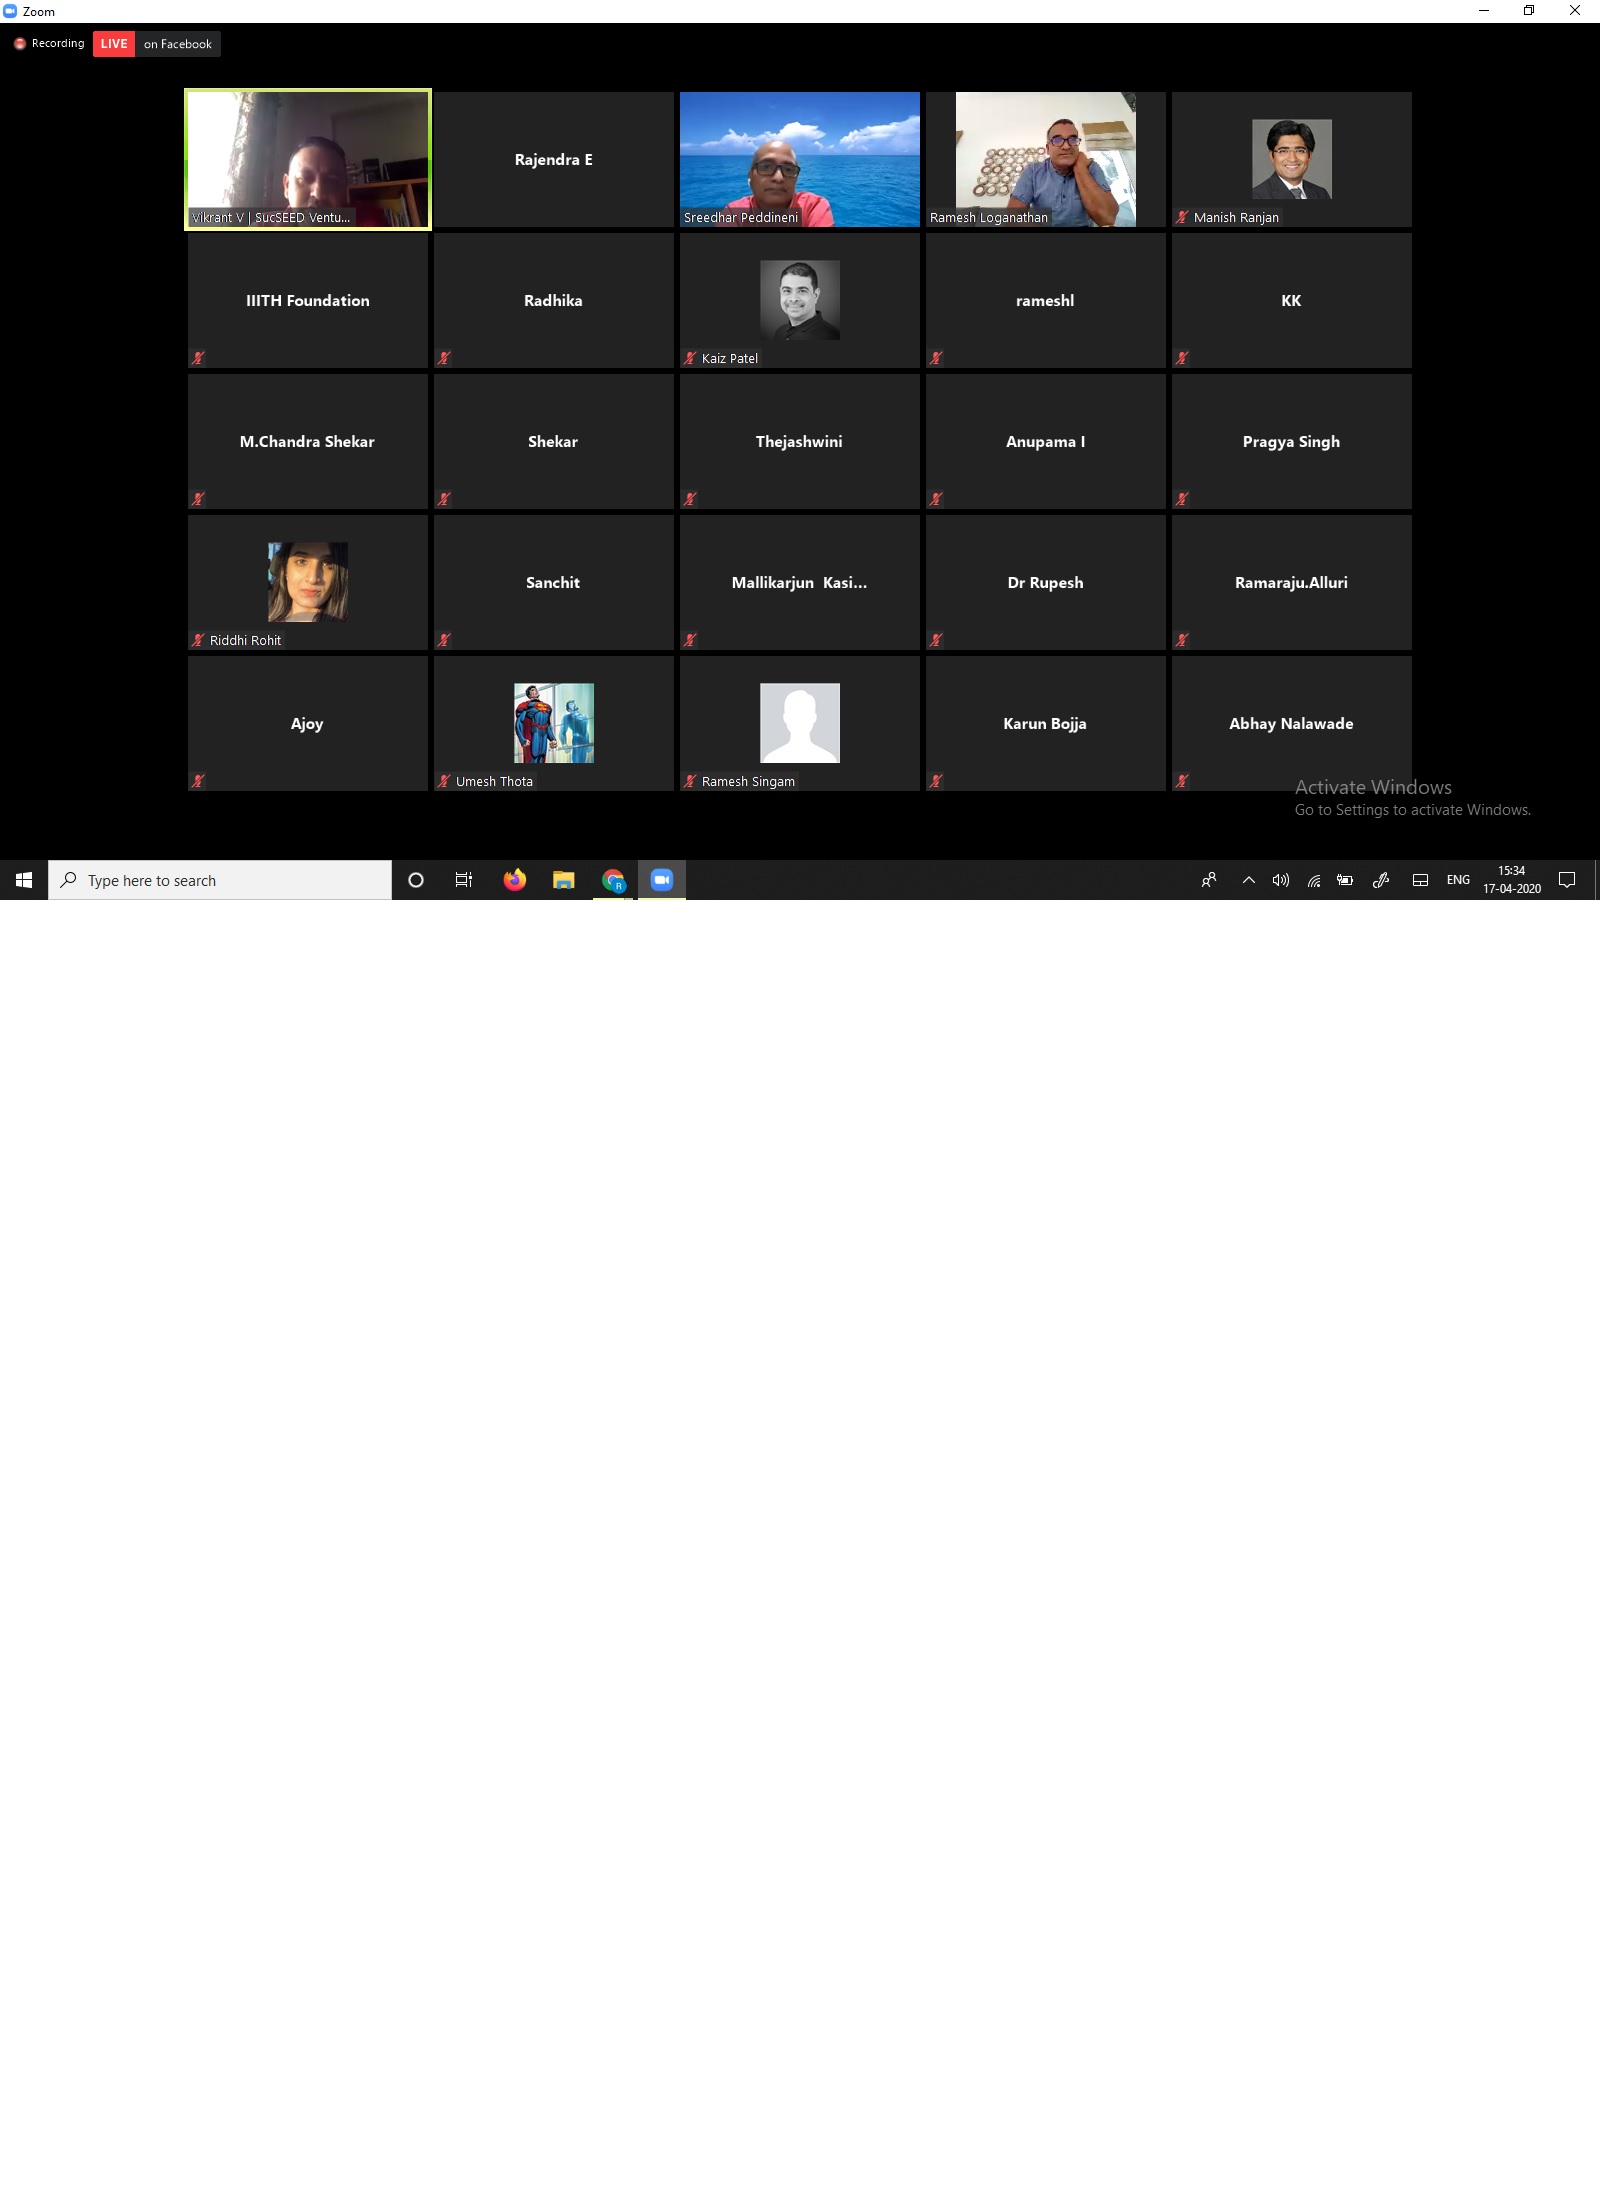 Zoom
Recording
LIVE on Facebook
Vikrant V | SucSEED Ventu...
Rajendra E
Sreedhar Peddineni
Ramesh Loganathan
Manish Ranjan
IIITH Foundation
Radhika
Kaiz Patel
rameshl
KK
M.Chandra Shekar
Shekar
Thejashwini
Anupama I
Pragya Singh
Riddhi Rohit
Sanchit
Mallikarjun Kasi...
Dr Rupesh
Ramaraju.Alluri
Ajoy
Umesh Thota
Ramesh Singam
Karun Bojja
Abhay Nalawade
Activate Windows
Go to Settings to activate Windows.
Type here to search
R
ENG
15:34
17-04-2020